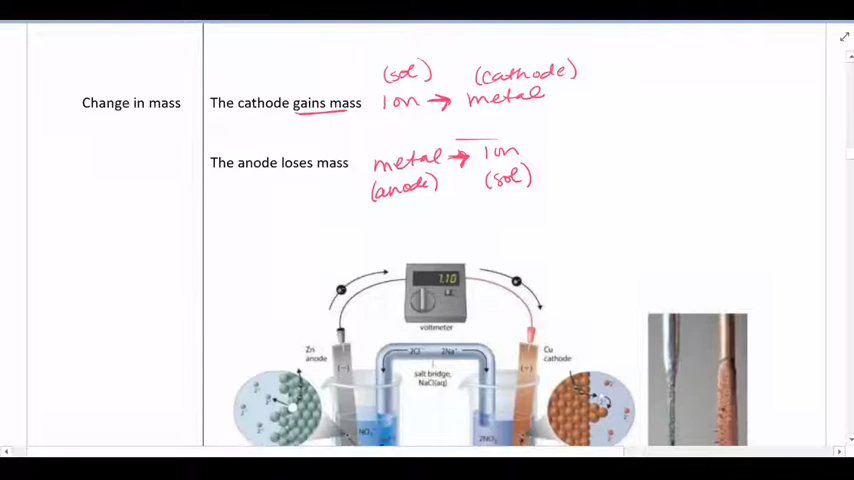 (sol) (cathode)
Change in mass The cathode gains mass Ion → metal
The anode loses mass metal → Ion
(anode) (sol)
1.10
voltmeter
Zn
anode
Cu
cathode
(−)
2Cl⁻ 2Na⁺
salt bridge,
NaCl(aq)
2NO₃